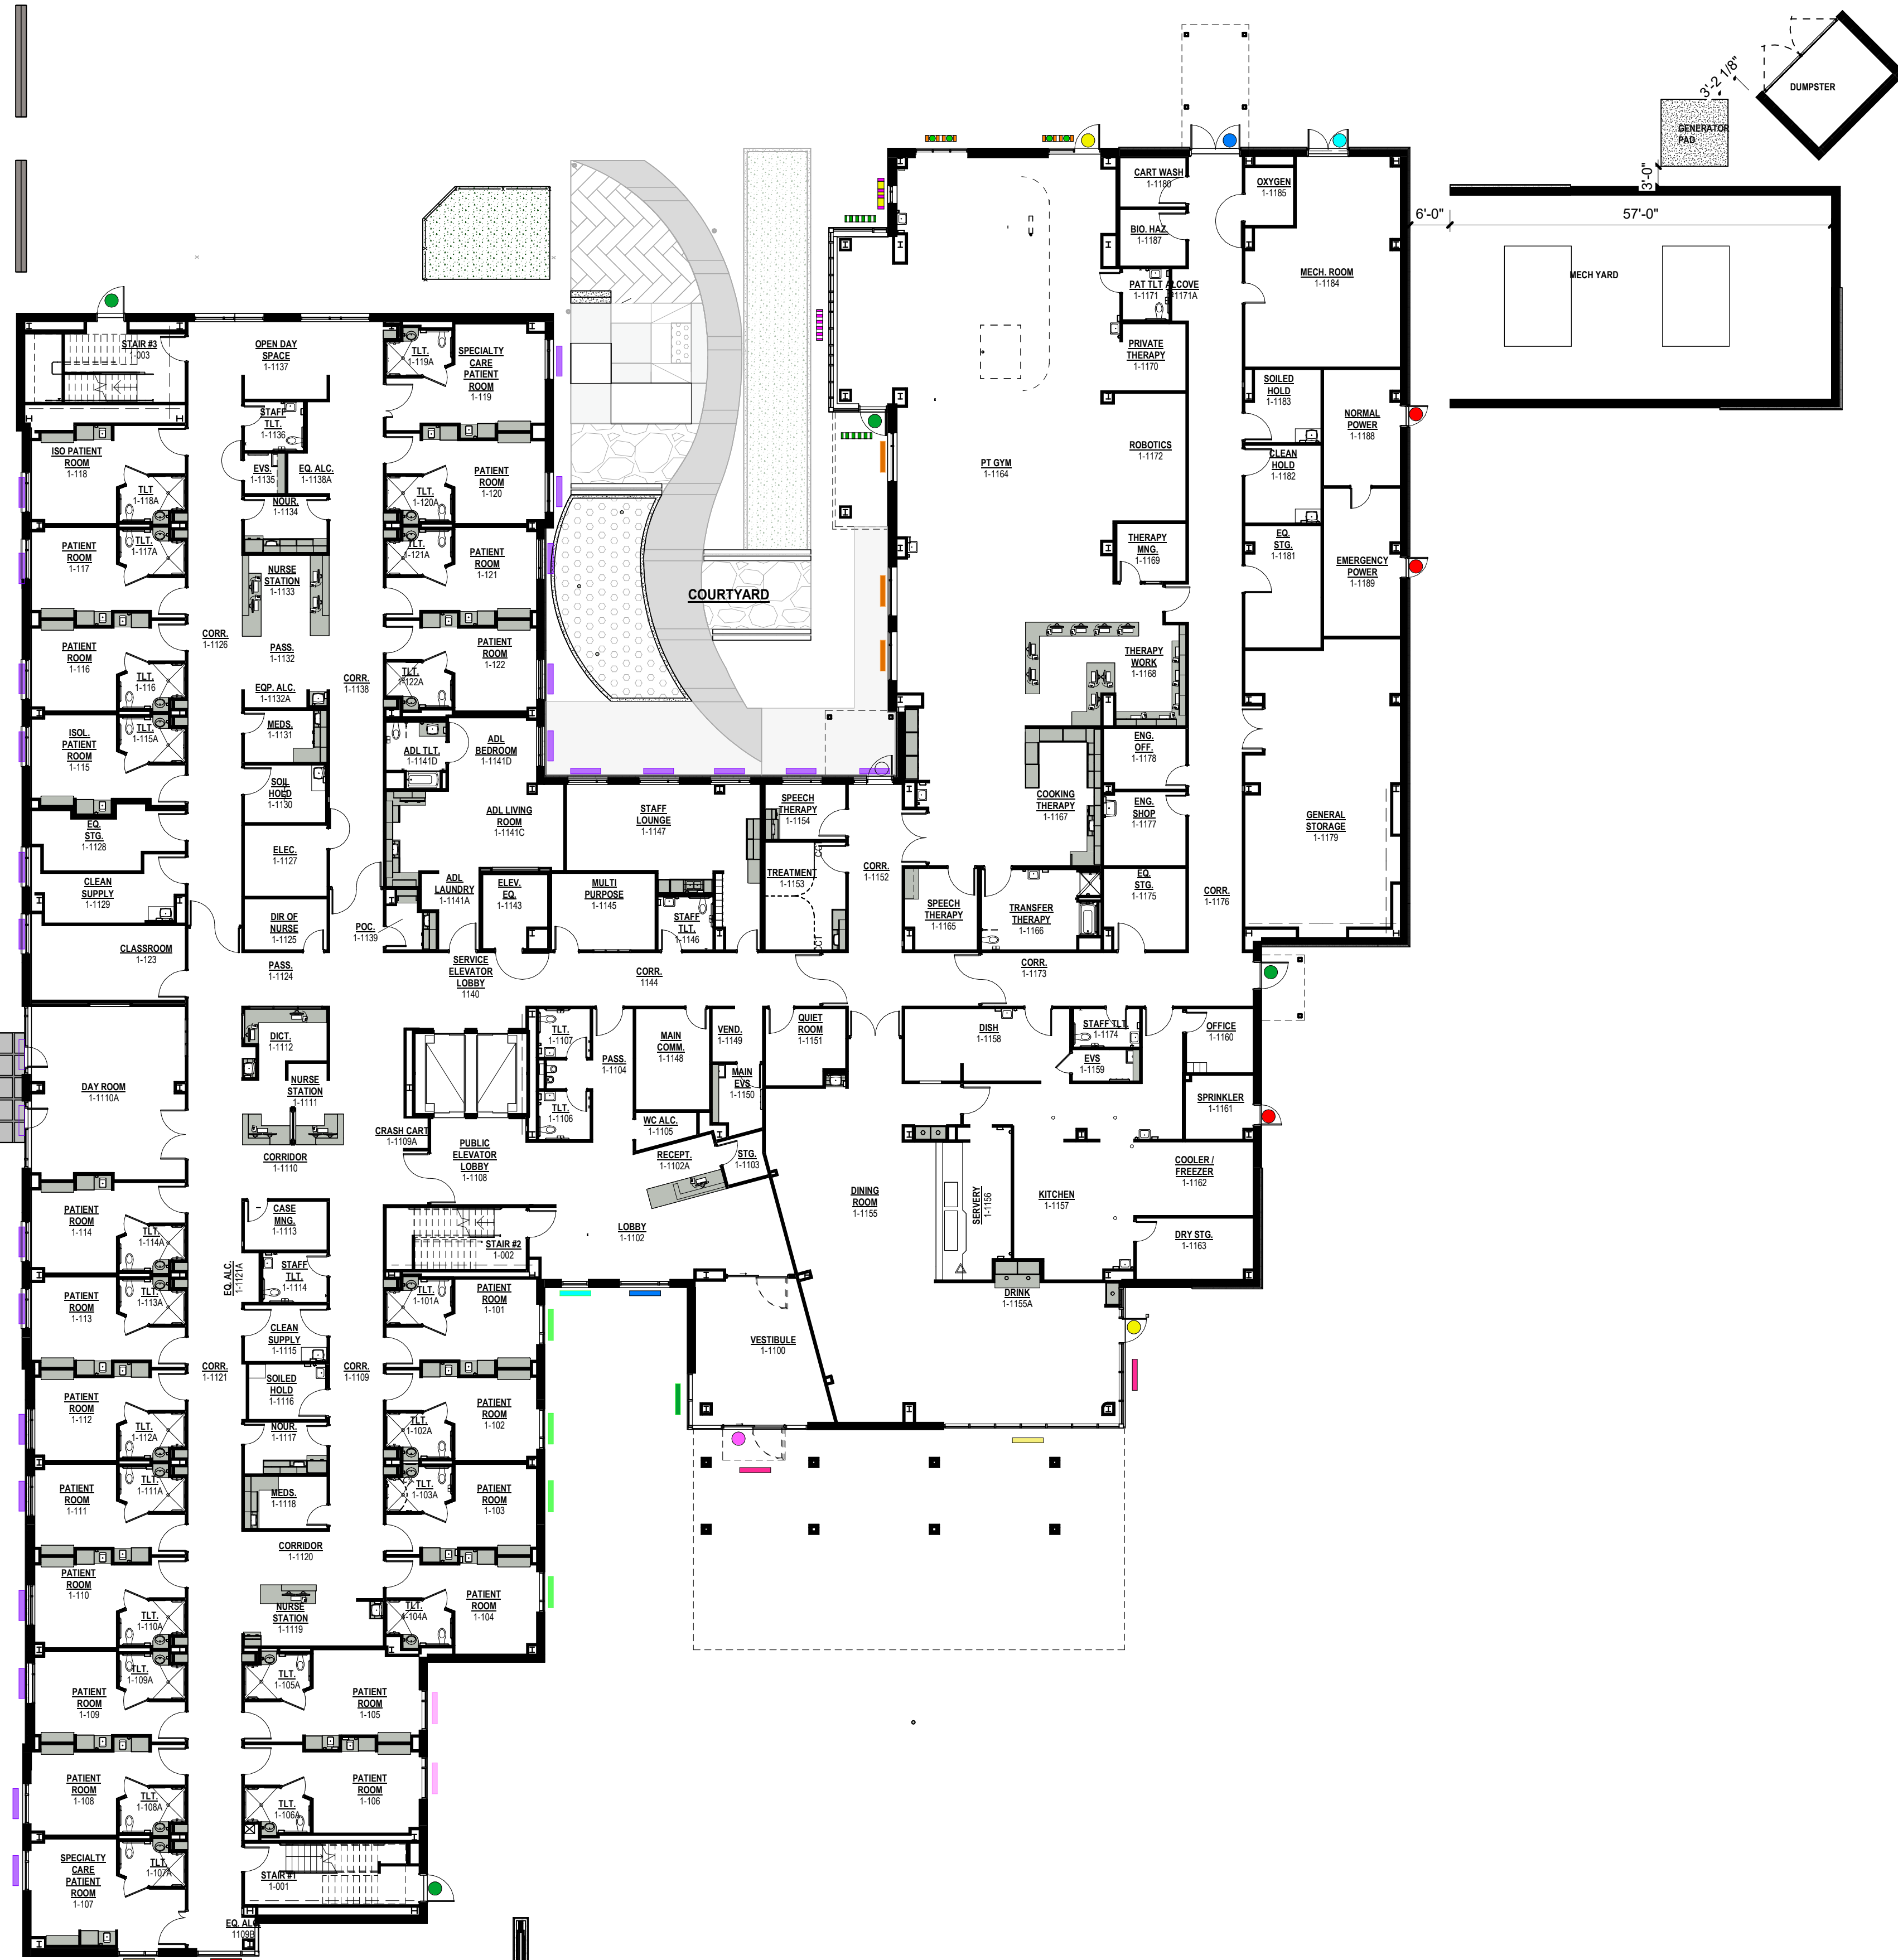 DUMPSTER
3'-2 1/8"
GENERATOR
PAD
3'-0"
6'-0"
57'-0"
MECH YARD
CART WASH
1-1180
OXYGEN
1-1185
BIO. HAZ.
1-1187
MECH. ROOM
1-1184
PAT TLT
1-1171
ALCOVE
1171A
PRIVATE
THERAPY
1-1170
STAIR #3
1-003
OPEN DAY
SPACE
1-1137
TLT.
1-119A
SPECIALTY
CARE
PATIENT
ROOM
1-119
SOILED
HOLD
1-1183
NORMAL
POWER
1-1188
STAFF
TLT.
1-1136
ISO PATIENT
ROOM
1-118
EVS.
1-1135
EQ. ALC.
1-1138A
PATIENT
ROOM
1-120
PT GYM
1-1164
ROBOTICS
1-1172
CLEAN
HOLD
1-1182
TLT
1-118A
NOUR.
1-1134
TLT.
1-120A
PATIENT
ROOM
1-117
TLT.
1-117A
TLT.
1-121A
PATIENT
ROOM
1-121
NURSE
STATION
1-1133
THERAPY
MNG.
1-1169
EQ.
STG.
1-1181
EMERGENCY
POWER
1-1189
COURTYARD
CORR.
1-1126
PATIENT
ROOM
1-116
PASS.
1-1132
PATIENT
ROOM
1-122
THERAPY
WORK
1-1168
TLT.
1-116
EQP. ALC.
1-1132A
CORR.
1-1138
TLT.
1-122A
ISOL.
PATIENT
ROOM
1-115
TLT.
1-115A
MEDS.
1-1131
ADL TLT.
1-1141D
ADL
BEDROOM
1-1141D
ENG.
OFF.
1-1178
SOIL
HOLD
1-1130
COOKING
THERAPY
1-1167
ENG.
SHOP
1-1177
GENERAL
STORAGE
1-1179
EQ.
STG.
1-1128
ADL LIVING
ROOM
1-1141C
STAFF
LOUNGE
1-1147
SPEECH
THERAPY
1-1154
ELEC.
1-1127
CLEAN
SUPPLY
1-1129
ADL
LAUNDRY
1-1141A
ELEV.
EQ.
1-1143
MULTI
PURPOSE
1-1145
TREATMENT
1-1153
CORR.
1-1152
EQ.
STG.
1-1175
CORR.
1-1176
DIR OF
NURSE
1-1125
POC.
1-1139
STAFF
TLT.
1-1146
SPEECH
THERAPY
1-1165
TRANSFER
THERAPY
1-1166
CLASSROOM
1-123
PASS.
1-1124
SERVICE
ELEVATOR
LOBBY
1140
CORR.
1144
CORR.
1-1173
DICT.
1-1112
TLT.
1-1107
MAIN
COMM.
1-1148
VEND.
1-1149
QUIET
ROOM
1-1151
DISH
1-1158
STAFF TLT.
1-1174
OFFICE
1-1160
PASS.
1-1104
EVS
1-1159
DAY ROOM
1-1110A
NURSE
STATION
1-1111
MAIN
EVS
1-1150
TLT.
1-1106
SPRINKLER
1-1161
CRASH CART
1-1109A
WC ALC.
1-1105
CORRIDOR
1-1110
PUBLIC
ELEVATOR
LOBBY
1-1108
RECEPT.
1-1102A
STG.
1-1103
COOLER /
FREEZER
1-1162
DINING
ROOM
1-1155
SERVERY
1-1156
KITCHEN
1-1157
PATIENT
ROOM
1-114
CASE
MNG.
1-1113
TLT.
1-114A
LOBBY
1-1102
STAIR #2
1-002
DRY STG.
1-1163
EQ. ALC.
1-1121A
STAFF
TLT.
1-1114
PATIENT
ROOM
1-113
TLT.
1-113A
TLT.
1-101A
PATIENT
ROOM
1-101
DRINK
1-1155A
CLEAN
SUPPLY
1-1115
VESTIBULE
1-1100
CORR.
1-1121
CORR.
1-1109
SOILED
HOLD
1-1116
PATIENT
ROOM
1-112
PATIENT
ROOM
1-102
TLT.
1-112A
NOUR.
1-1117
TLT.
1-102A
PATIENT
ROOM
1-111
TLT.
1-111A
MEDS.
1-1118
TLT.
1-103A
PATIENT
ROOM
1-103
CORRIDOR
1-1120
PATIENT
ROOM
1-110
TLT.
1-110A
NURSE
STATION
1-1119
TLT.
1-104A
PATIENT
ROOM
1-104
TLT.
1-109A
TLT.
1-105A
PATIENT
ROOM
1-109
PATIENT
ROOM
1-105
PATIENT
ROOM
1-108
TLT.
1-108A
TLT.
1-106A
PATIENT
ROOM
1-106
SPECIALTY
CARE
PATIENT
ROOM
1-107
TLT.
1-107A
STAIR #1
1-001
EQ. ALC.
1109B